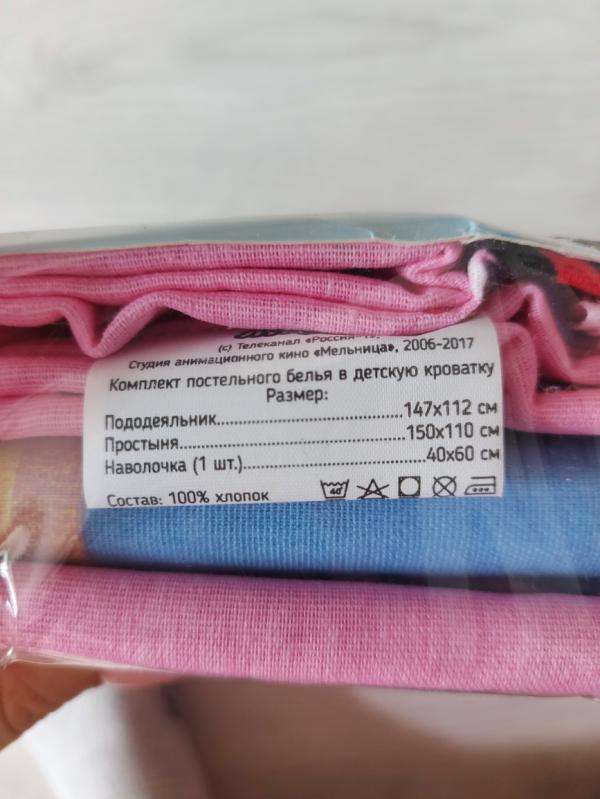 (с) Телеканал «Россия
Студия анимационного кино «Мельница», 2006-2017
Комплект постельного белья в детскую кроватку
Размер:
Пододеяльник..............................147х112 см
Простыня....................................150х110 см
Наволочка (1 шт.)..............................40х60 см
Состав: 100% хлопок 40